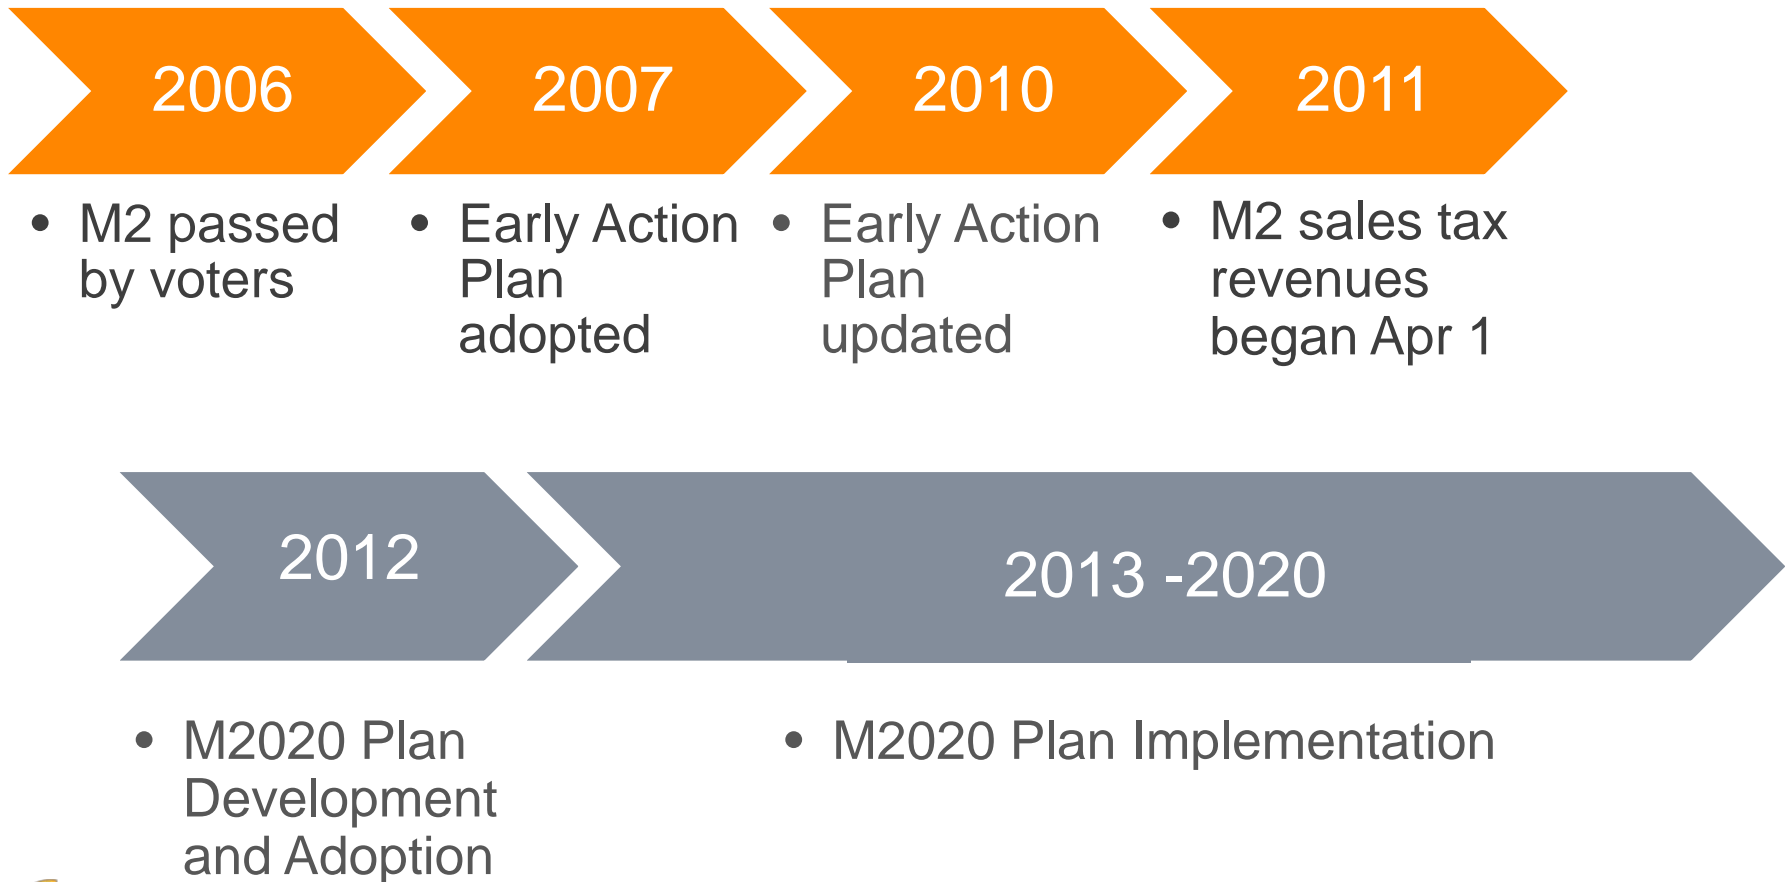 2006
2007
2010
2011
• M2 passed
by voters
• Early Action
Plan
adopted
• Early Action
Plan
updated
• M2 sales tax
revenues
began Apr 1
2012
2013 -2020
• M2020 Plan
Development
and Adoption
• M2020 Plan Implementation